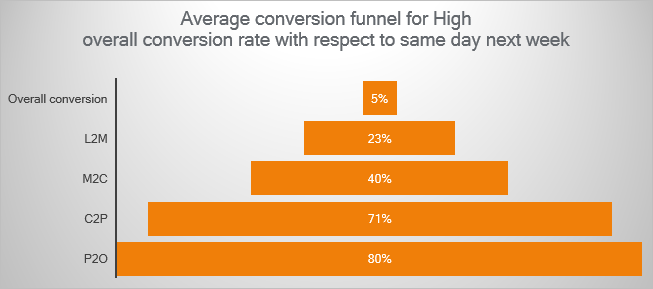 Average conversion funnel for High
overall conversion rate with respect to same day next week
Overall conversion 5%
L2M 23%
M2C 40%
C2P 71%
P2O 80%